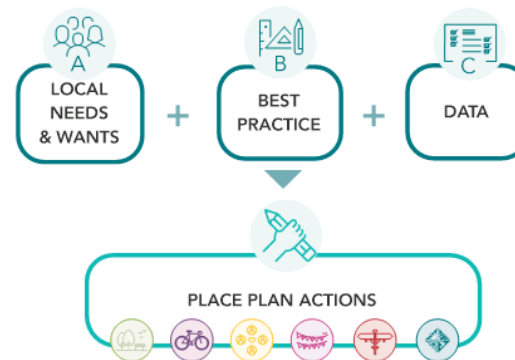 A
LOCAL
NEEDS
& WANTS
+
B
BEST
PRACTICE
+
C
DATA
PLACE PLAN ACTIONS